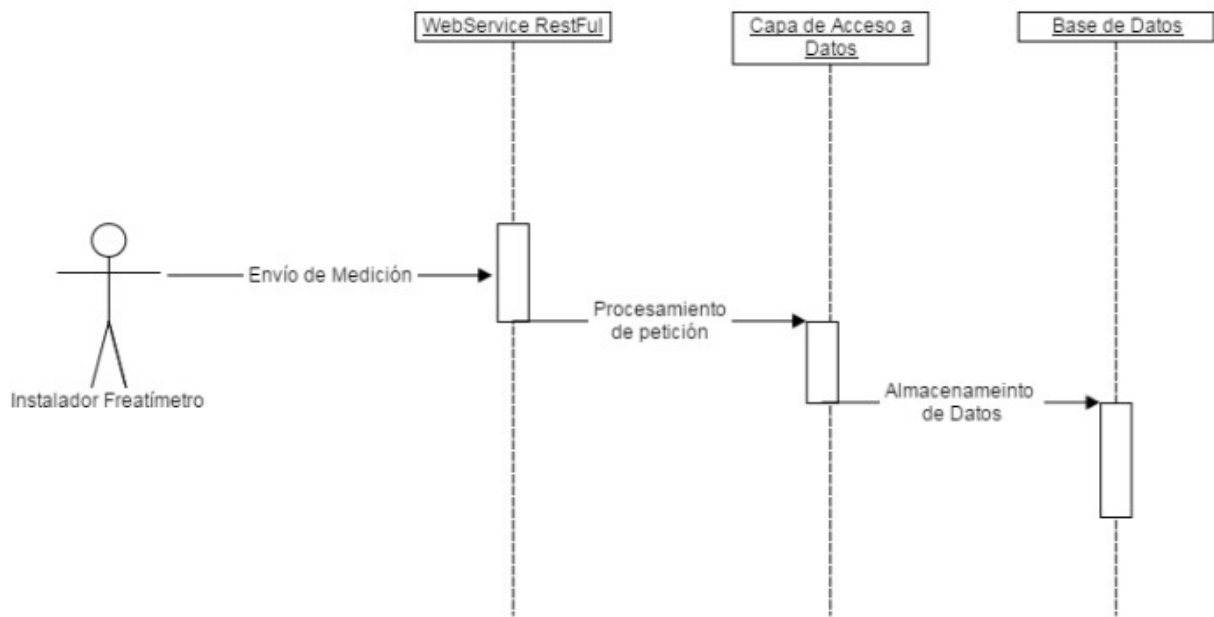 WebService RestFul
Capa de Acceso a
Datos
Base de Datos
Envío de Medición
Procesamiento
de petición
Instalador Freatímetro
Almacenameinto
de Datos